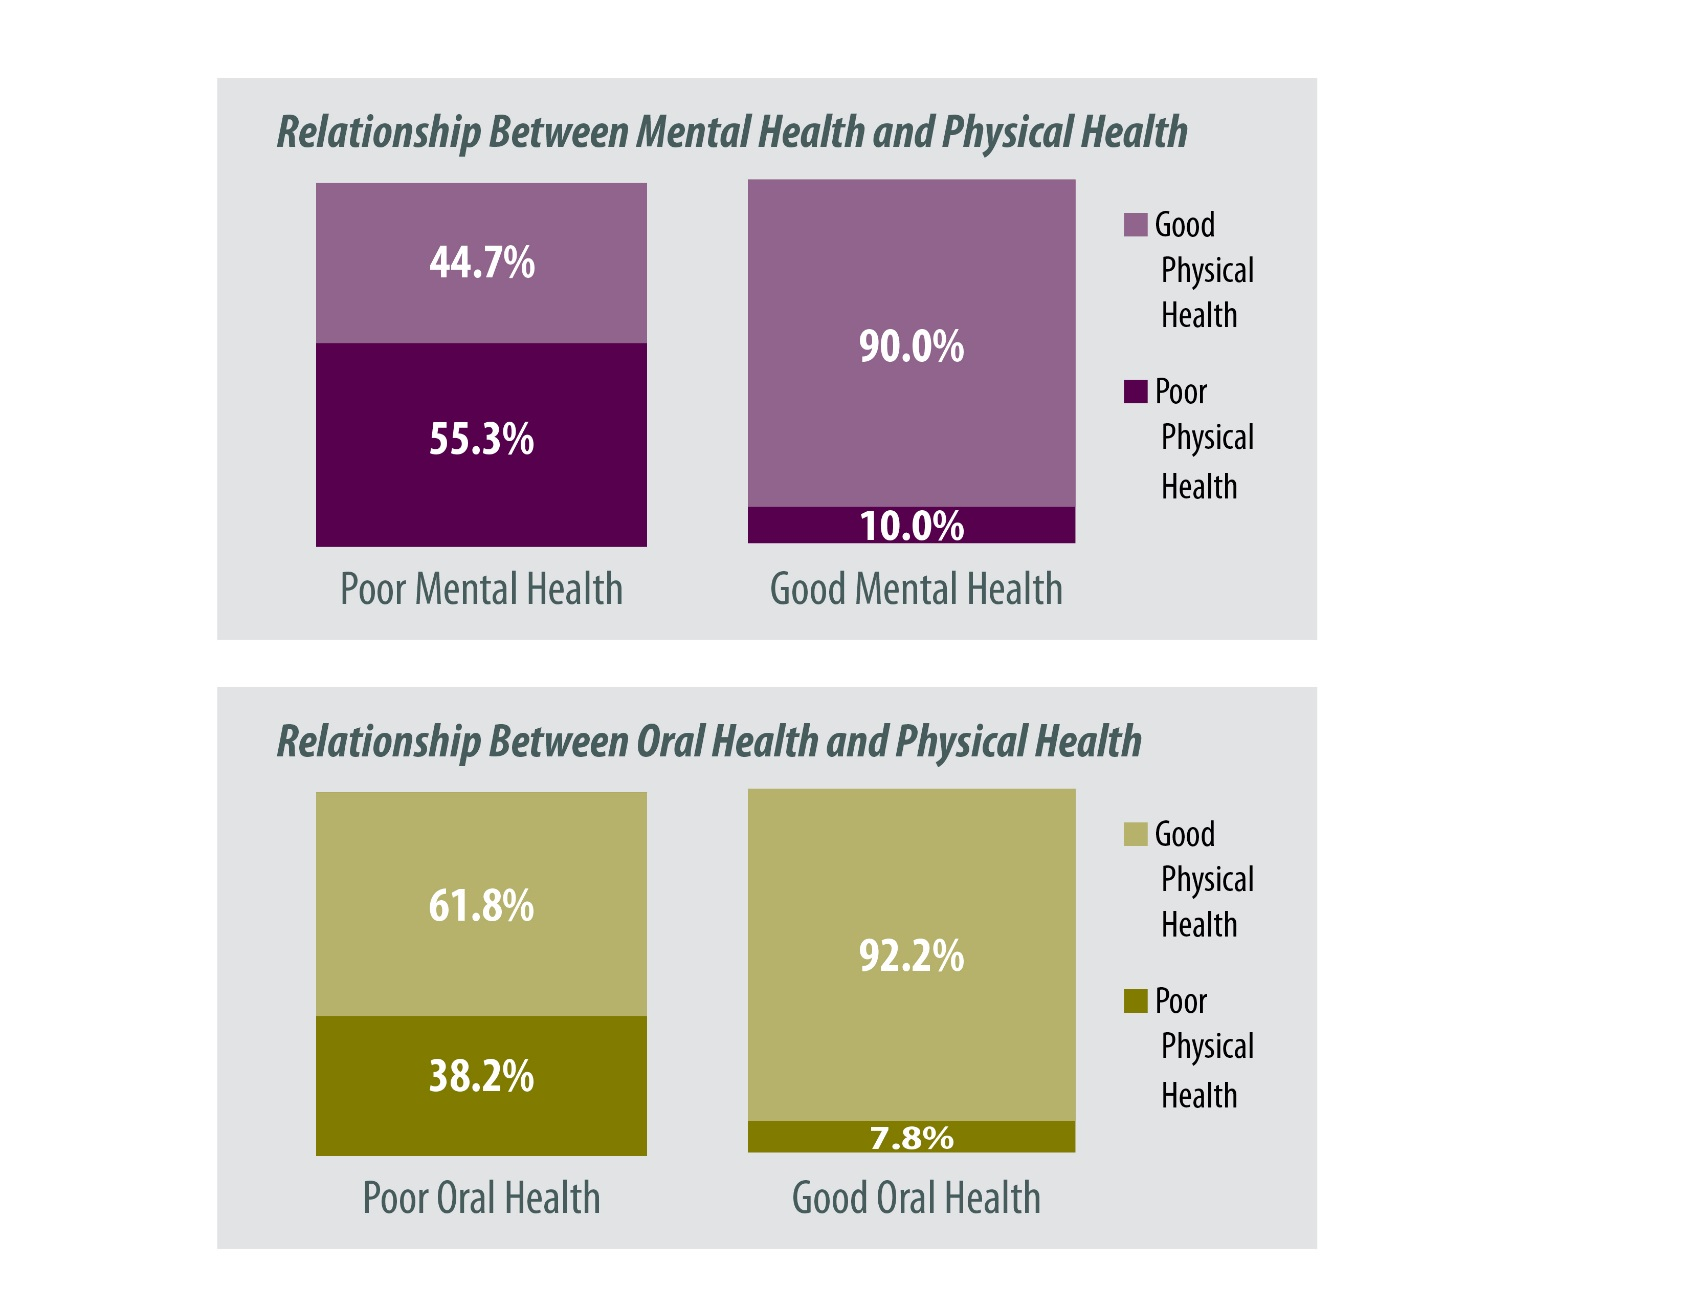 Relationship Between Mental Health and Physical Health
44.7%
55.3%
Poor Mental Health
90.0%
10.0%
Good Mental Health
Good
Physical
Health
Poor
Physical
Health
Relationship Between Oral Health and Physical Health
61.8%
38.2%
Poor Oral Health
92.2%
7.8%
Good Oral Health
Good
Physical
Health
Poor
Physical
Health